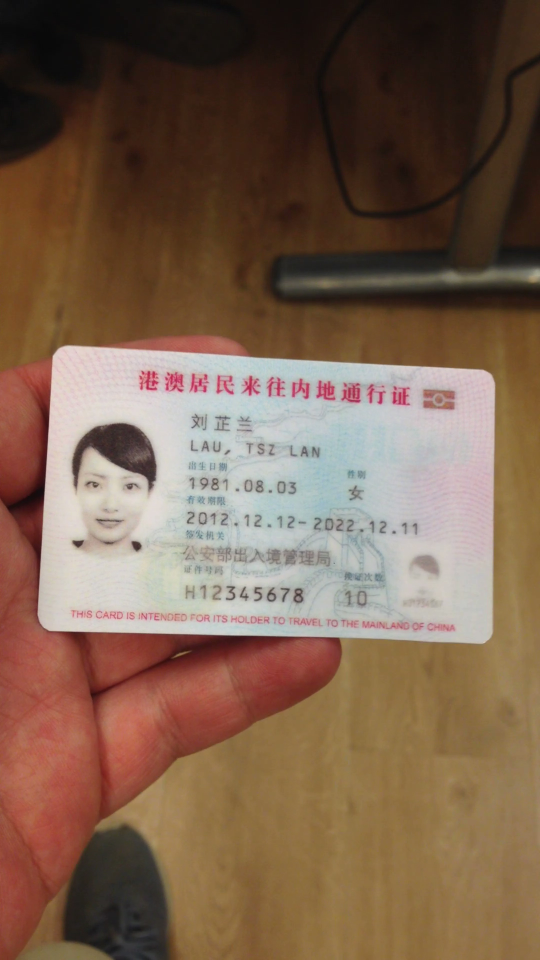 港澳居民来往内地通行证
刘芷兰
LAU, TSZ LAN
出生日期 性别
1981.08.03 女
有效期限
2012.12.12-2022.12.11
签发机关
公安部出入境管理局
证件号码 换证次数
H12345678 10
THIS CARD IS INTENDED FOR ITS HOLDER TO TRAVEL TO THE MAINLAND OF CHINA